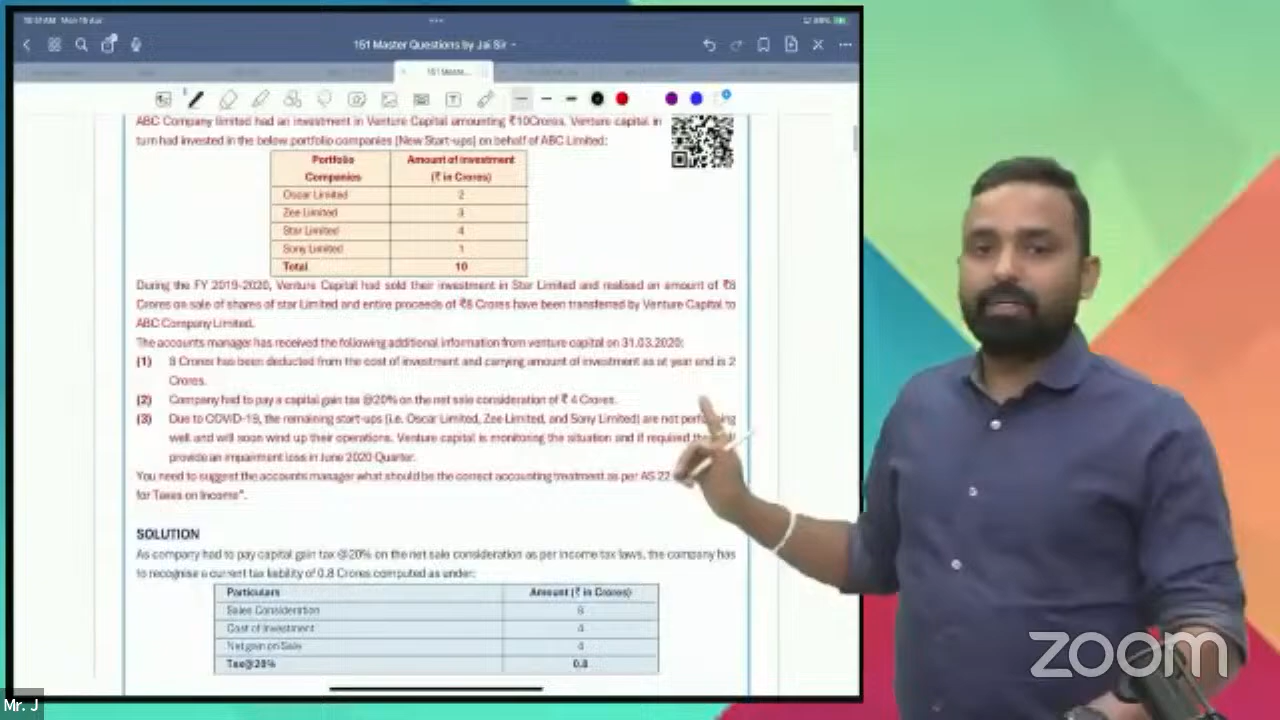 10:51AM Mon 15 Apr
151 Master Questions by Jai Sir
151 Maste...
ABC Company limited had an investment in Venture Capital amounting ₹10Crores. Venture capital in
turn had invested in the below portfolio companies (New Start-ups) on behalf of ABC Limited:
Portfolio Companies Amount of investment (₹ in Crores)
Oscar Limited 2
Zee Limited 3
Star Limited 4
Sony Limited 1
Total 10
During the FY 2019-2020, Venture Capital had sold their investment in Star Limited and realised an amount of ₹8
Crores on sale of shares of star Limited and entire proceeds of ₹8 Crores have been transferred by Venture Capital to
ABC Company Limited.
The accounts manager has received the following additional information from venture capital on 31.03.2020:
(1) 8 Crores has been deducted from the cost of investment and carrying amount of investment as at year end is 2
Crores.
(2) Company had to pay a capital gain tax @20% on the net sale consideration of ₹ 4 Crores.
(3) Due to COVID-19, the remaining start-ups (i.e. Oscar Limited, Zee Limited, and Sony Limited) are not performing
well and will soon wind up their operations. Venture capital is monitoring the situation and if required
provide an impairment loss in June 2020 Quarter.
You need to suggest the accounts manager what should be the correct accounting treatment as per AS 22
for Taxes on Income".
SOLUTION
As company had to pay capital gain tax @20% on the net sale consideration as per income tax laws, the company has
to recognise a current tax liability of 0.8 Crores computed as under:
Particulars Amount (₹ in Crores)
Sales Consideration 8
Cost of Investment 4
Net gain on Sale 4
Tax@20% 0.8
zoom
Mr. J